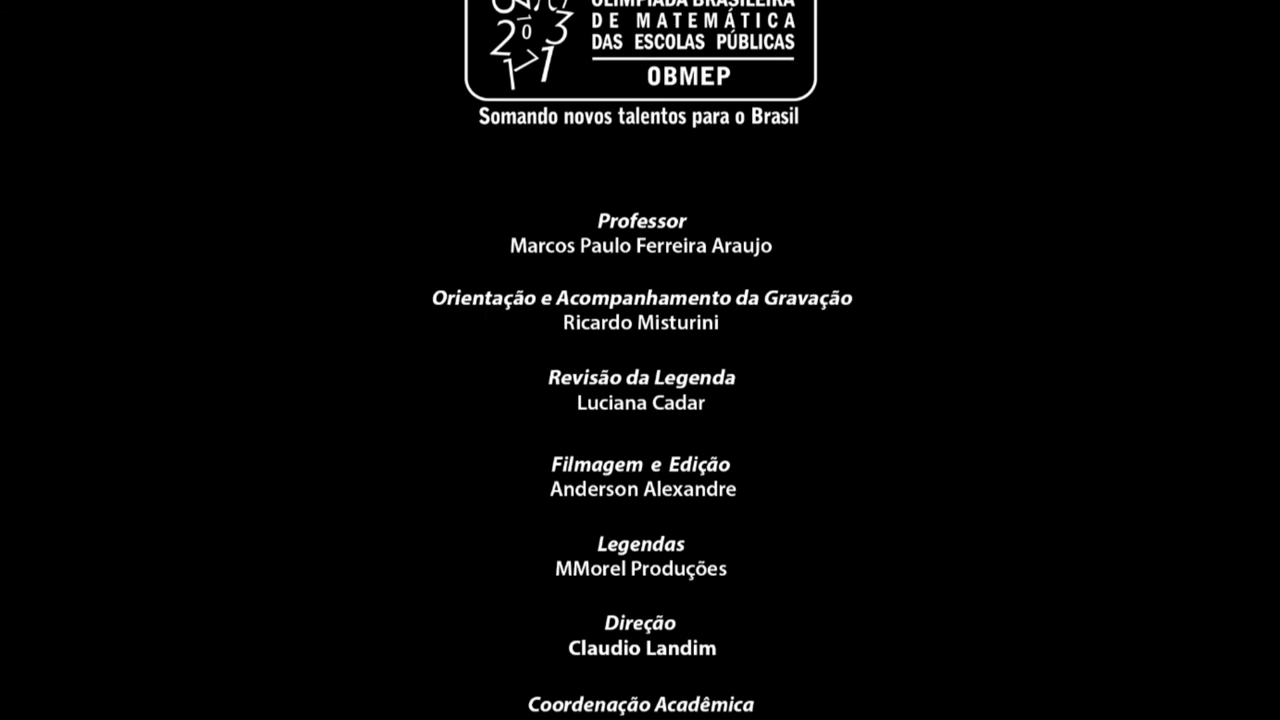 OLIMPÍADA BRASILEIRA
DE MATEMÁTICA
DAS ESCOLAS PÚBLICAS
OBMEP
Somando novos talentos para o Brasil
Professor
Marcos Paulo Ferreira Araujo
Orientação e Acompanhamento da Gravação
Ricardo Misturini
Revisão da Legenda
Luciana Cadar
Filmagem e Edição
Anderson Alexandre
Legendas
MMorel Produções
Direção
Claudio Landim
Coordenação Acadêmica